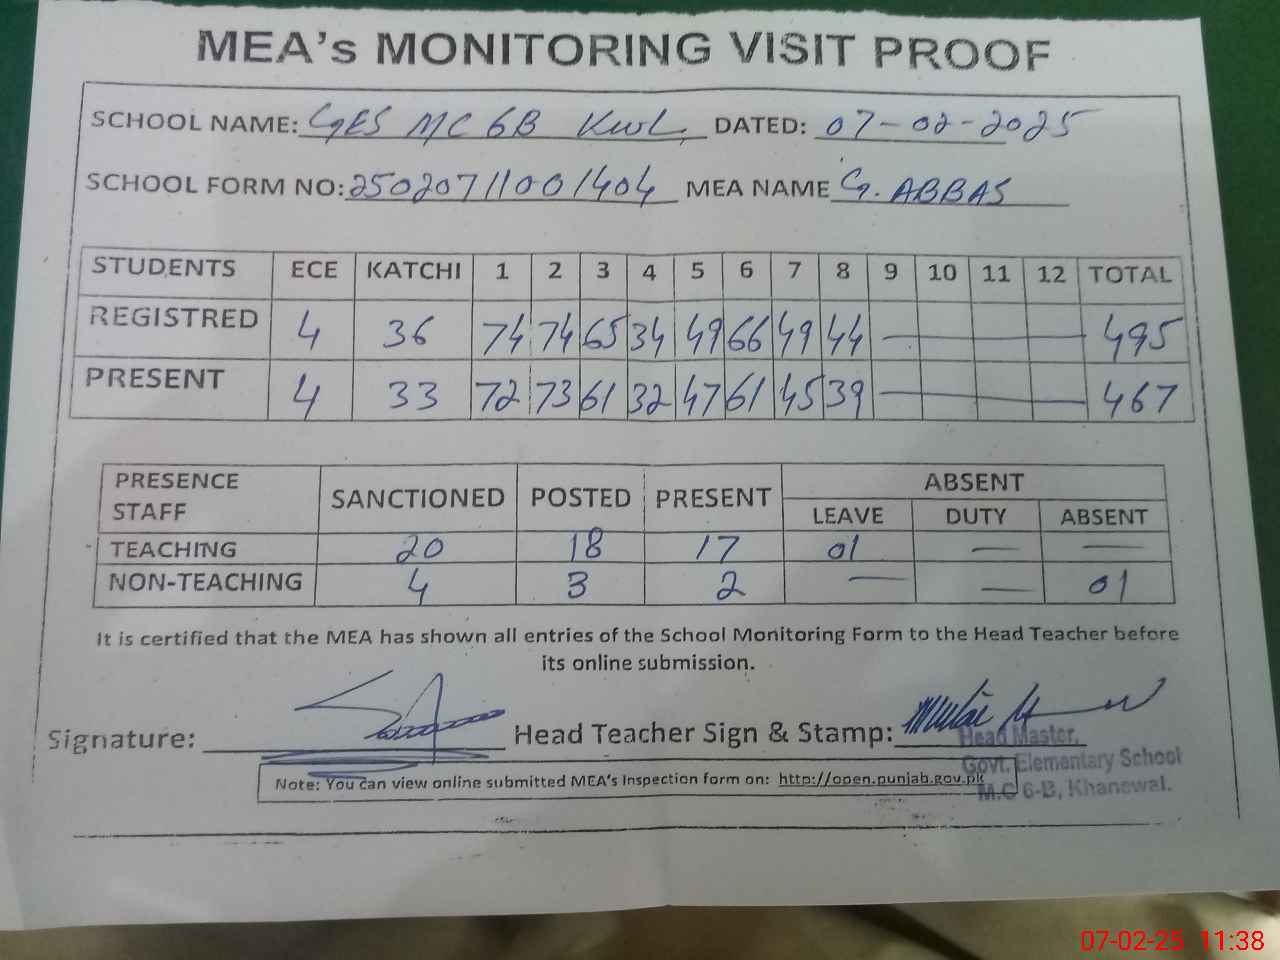 MEA's MONITORING VISIT PROOF
SCHOOL NAME: GES MC 6B Kwl DATED: 07-02-2025
SCHOOL FORM NO: 25020711001404 MEA NAME G. ABBAS
STUDENTS ECE KATCHI 1 2 3 4 5 6 7 8 9 10 11 12 TOTAL
REGISTRED 4 36 74 74 65 34 49 66 49 44 — 495
PRESENT 4 33 72 73 61 32 47 61 45 39 — 467
PRESENCE STAFF SANCTIONED POSTED PRESENT ABSENT
LEAVE DUTY ABSENT
TEACHING 20 18 17 01 — —
NON-TEACHING 4 3 2 — — 01
It is certified that the MEA has shown all entries of the School Monitoring Form to the Head Teacher before
its online submission.
Signature: Head Teacher Sign & Stamp:
Head Master,
Govt. Elementary School
M.C 6-B, Khanewal.
Note: You can view online submitted MEA's Inspection form on: http://open.punjab.gov.pk
07-02-25 11:38